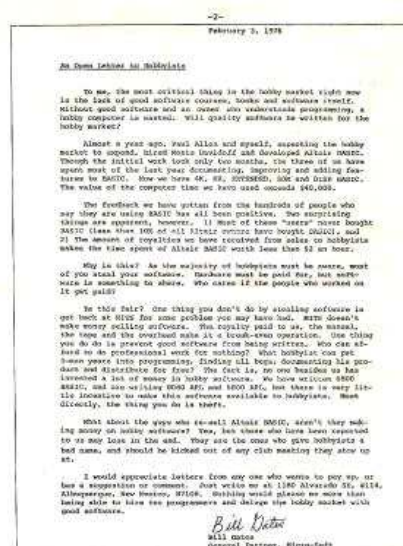 -2-
February 3, 1976
An Open Letter to Hobbyists
To me, the most critical thing in the hobby market right now
is the lack of good software courses, books and software itself.
Without good software and an owner who understands programming, a
hobby computer is wasted. Will quality software be written for the
hobby market?
Almost a year ago, Paul Allen and myself, expecting the hobby
market to expand, hired Monte Davidoff and developed Altair BASIC.
Though the initial work took only two months, the three of us have
spent most of the last year documenting, improving and adding fea-
tures to BASIC. Now we have 4K, 8K, EXTENDED, ROM and DISK BASIC.
The value of the computer time we have used exceeds $40,000.
The feedback we have gotten from the hundreds of people who
say they are using BASIC has all been positive. Two surprising
things are apparent, however. 1) Most of these "users" never bought
BASIC (less than 10% of all Altair owners have bought BASIC), and
2) The amount of royalties we have received from sales to hobbyists
makes the time spent of Altair BASIC worth less than $2 an hour.
Why is this? As the majority of hobbyists must be aware, most
of you steal your software. Hardware must be paid for, but soft-
ware is something to share. Who cares if the people who worked on
it get paid?
Is this fair? One thing you don't do by stealing software is
get back at MITS for some problem you may have had. MITS doesn't
make money selling software. The royalty paid to us, the manual,
the tape and the overhead make it a break-even operation. One thing
you do do is prevent good software from being written. Who can af-
ford to do professional work for nothing? What hobbyist can put
3-man years into programming, finding all bugs, documenting his pro-
duct and distribute for free? The fact is, no one besides us has
invested a lot of money in hobby software. We have written 6800
BASIC, and are writing 8080 APL and 6800 APL, but there is very lit-
tle incentive to make this software available to hobbyists. Most
directly, the thing you do is theft.
What about the guys who re-sell Altair BASIC, aren't they mak-
ing money on hobby software? Yes, but those who have been reported
to us may lose in the end. They are the ones who give hobbyists a
bad name, and should be kicked out of any club meeting they show up
at.
I would appreciate letters from any one who wants to pay up, or
has a suggestion or comment. Just write me at 1180 Alvarado SE, #114,
Albuquerque, New Mexico, 87108. Nothing would please me more than
being able to hire ten programmers and deluge the hobby market with
good software.
Bill Gates
Bill Gates
General Partner, Micro-Soft